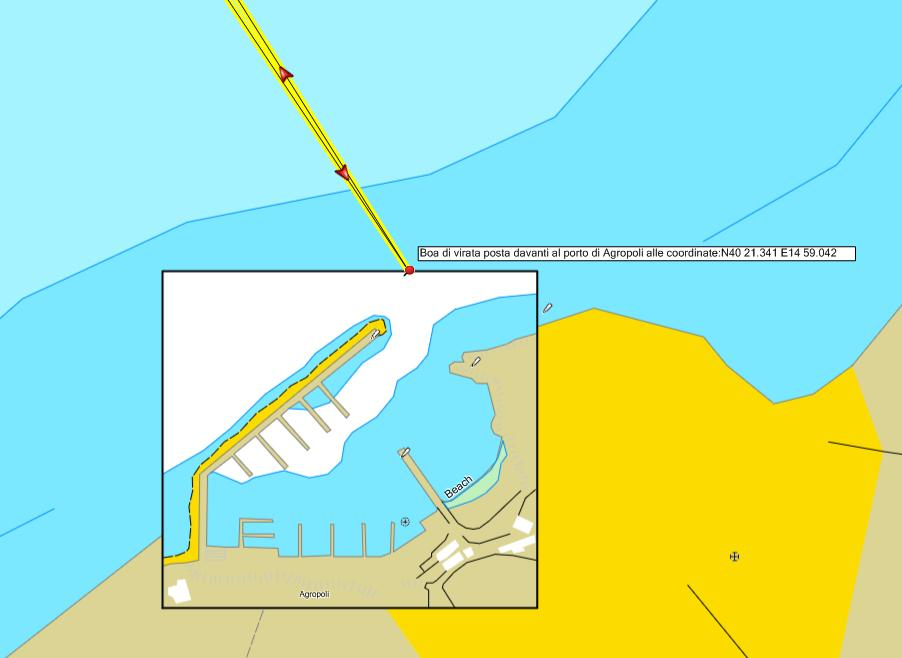 Boa di virata posta davanti al porto di Agropoli alle coordinate:N40 21.341 E14 59.042
Beach
Agropoli